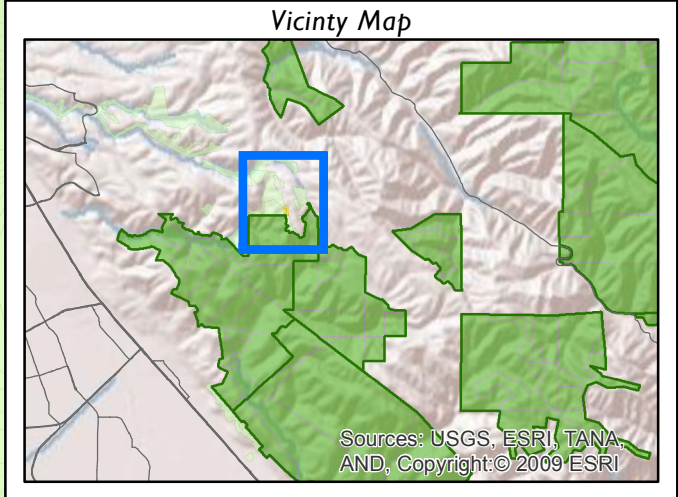 Vicinty Map
Sources: USGS, ESRI, TANA,
AND, Copyright:© 2009 ESRI